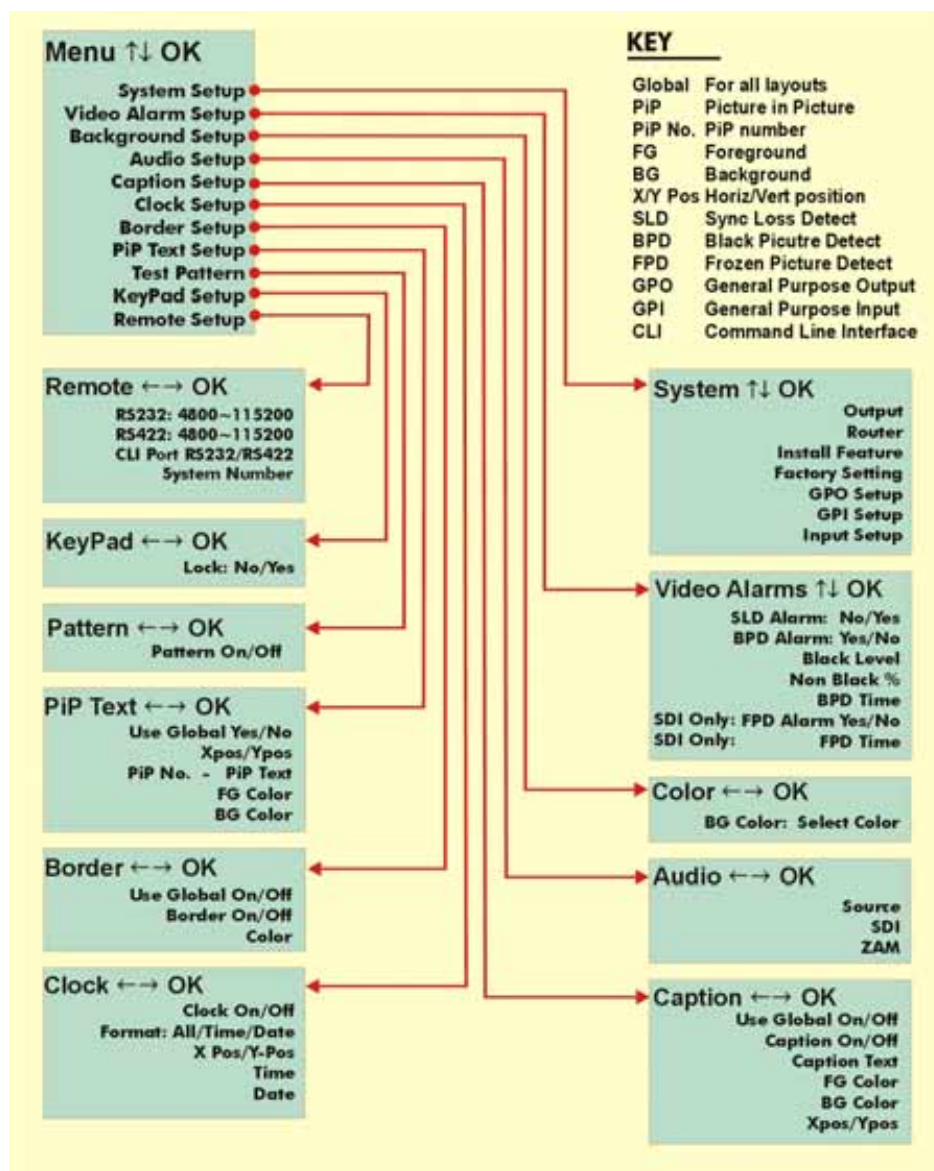 Menu ↑↓ OK
System Setup
Video Alarm Setup
Background Setup
Audio Setup
Caption Setup
Clock Setup
Border Setup
PiP Text Setup
Test Pattern
KeyPad Setup
Remote Setup
KEY
Global For all layouts
PiP Picture in Picture
PiP No. PiP number
FG Foreground
BG Background
X/Y Pos Horiz/Vert position
SLD Sync Loss Detect
BPD Black Picutre Detect
FPD Frozen Picture Detect
GPO General Purpose Output
GPI General Purpose Input
CLI Command Line Interface
Remote ←→ OK
RS232: 4800~115200
RS422: 4800~115200
CLI Port RS232/RS422
System Number
KeyPad ←→ OK
Lock: No/Yes
Pattern ←→ OK
Pattern On/Off
PiP Text ←→ OK
Use Global Yes/No
Xpos/Ypos
PiP No. - PiP Text
FG Color
BG Color
Border ←→ OK
Use Global On/Off
Border On/Off
Color
Clock ←→ OK
Clock On/Off
Format: All/Time/Date
X Pos/Y-Pos
Time
Date
System ↑↓ OK
Output
Router
Install Feature
Factory Setting
GPO Setup
GPI Setup
Input Setup
Video Alarms ↑↓ OK
SLD Alarm: No/Yes
BPD Alarm: Yes/No
Black Level
Non Black %
BPD Time
SDI Only: FPD Alarm Yes/No
SDI Only: FPD Time
Color ←→ OK
BG Color: Select Color
Audio ←→ OK
Source
SDI
ZAM
Caption ←→ OK
Use Global On/Off
Caption On/Off
Caption Text
FG Color
BG Color
Xpos/Ypos